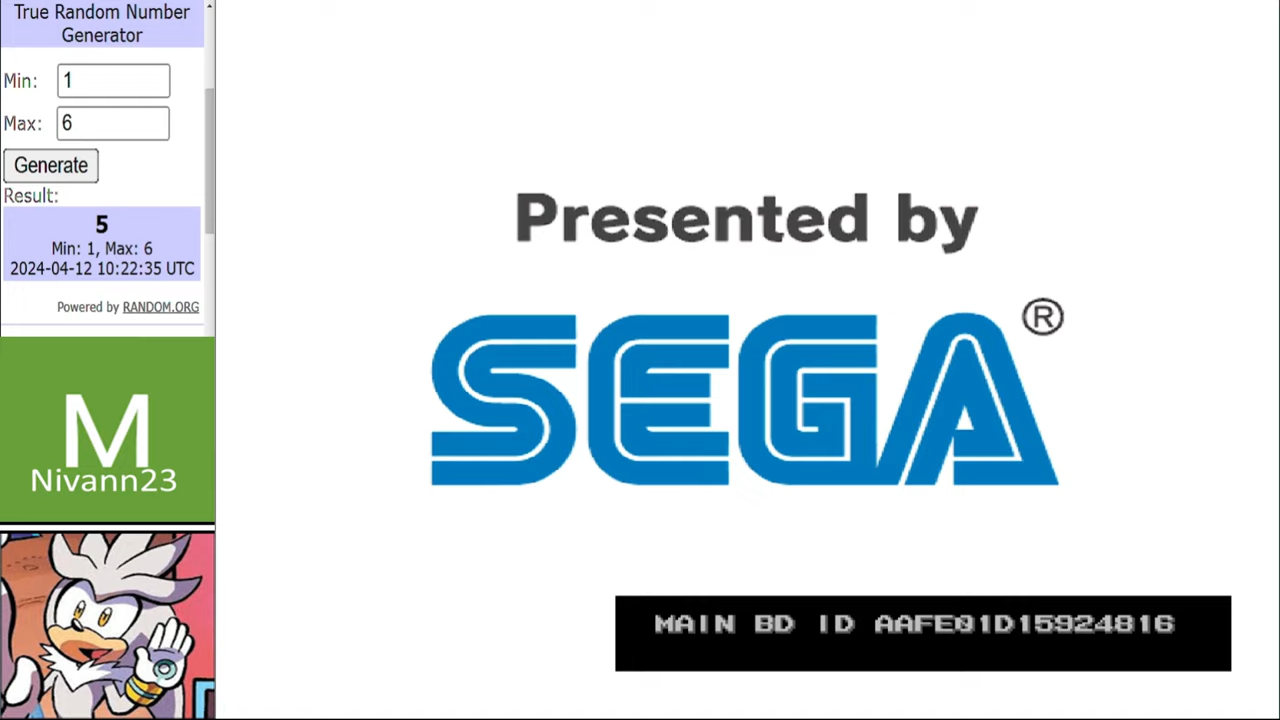 True Random Number
Generator
Min: 1
Max: 6
Generate
Result:
5
Min: 1, Max: 6
2024-04-12 10:22:35 UTC
Powered by RANDOM.ORG
M
Nivann23
Presented by
SEGA®
MAIN BD ID AAFE01D15924816